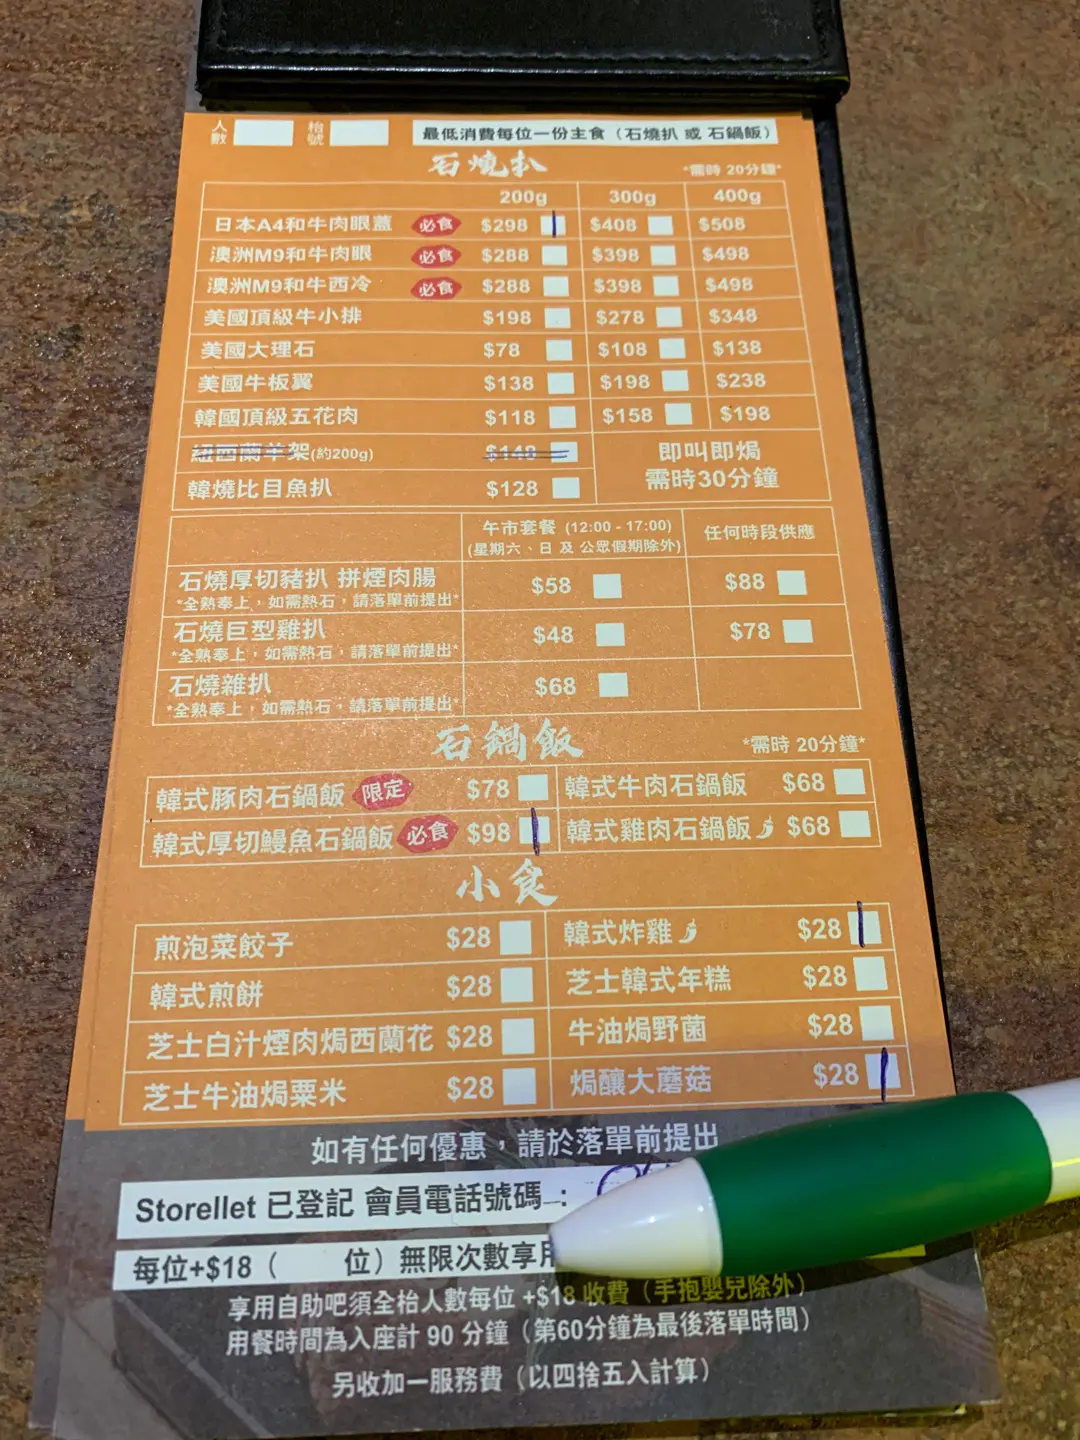 人數 枱號 最低消費每位一份主食（石燒扒 或 石鍋飯）
石燒扒 *需時 20分鐘*
200g 300g 400g
日本A4和牛肉眼蓋 必食 $298 $408 $508
澳洲M9和牛肉眼 必食 $288 $398 $498
澳洲M9和牛西冷 必食 $288 $398 $498
美國頂級牛小排 $198 $278 $348
美國大理石 $78 $108 $138
美國牛板翼 $138 $198 $238
韓國頂級五花肉 $118 $158 $198
紐西蘭羊架(約200g) $148 即叫即焗
韓燒比目魚扒 $128 需時30分鐘
午市套餐 (12:00 - 17:00) 任何時段供應
(星期六、日 及 公眾假期除外)
石燒厚切豬扒 拼煙肉腸 $58 $88
*全熟奉上，如需熱石，請落單前提出*
石燒巨型雞扒 $48 $78
*全熟奉上，如需熱石，請落單前提出*
石燒雜扒 $68
*全熟奉上，如需熱石，請落單前提出*
石鍋飯 *需時 20分鐘*
韓式豚肉石鍋飯 限定 $78 韓式牛肉石鍋飯 $68
韓式厚切鰻魚石鍋飯 必食 $98 韓式雞肉石鍋飯 $68
小食
煎泡菜餃子 $28 韓式炸雞 $28
韓式煎餅 $28 芝士韓式年糕 $28
芝士白汁煙肉焗西蘭花 $28 牛油焗野菌 $28
芝士牛油焗粟米 $28 焗釀大蘑菇 $28
如有任何優惠，請於落單前提出
Storellet 已登記 會員電話號碼 :
每位+$18（ 位）無限次數享用
享用自助吧須全枱人數每位 +$18 收費（手抱嬰兒除外）
用餐時間為入座計 90 分鐘（第60分鐘為最後落單時間）
另收加一服務費（以四捨五入計算）